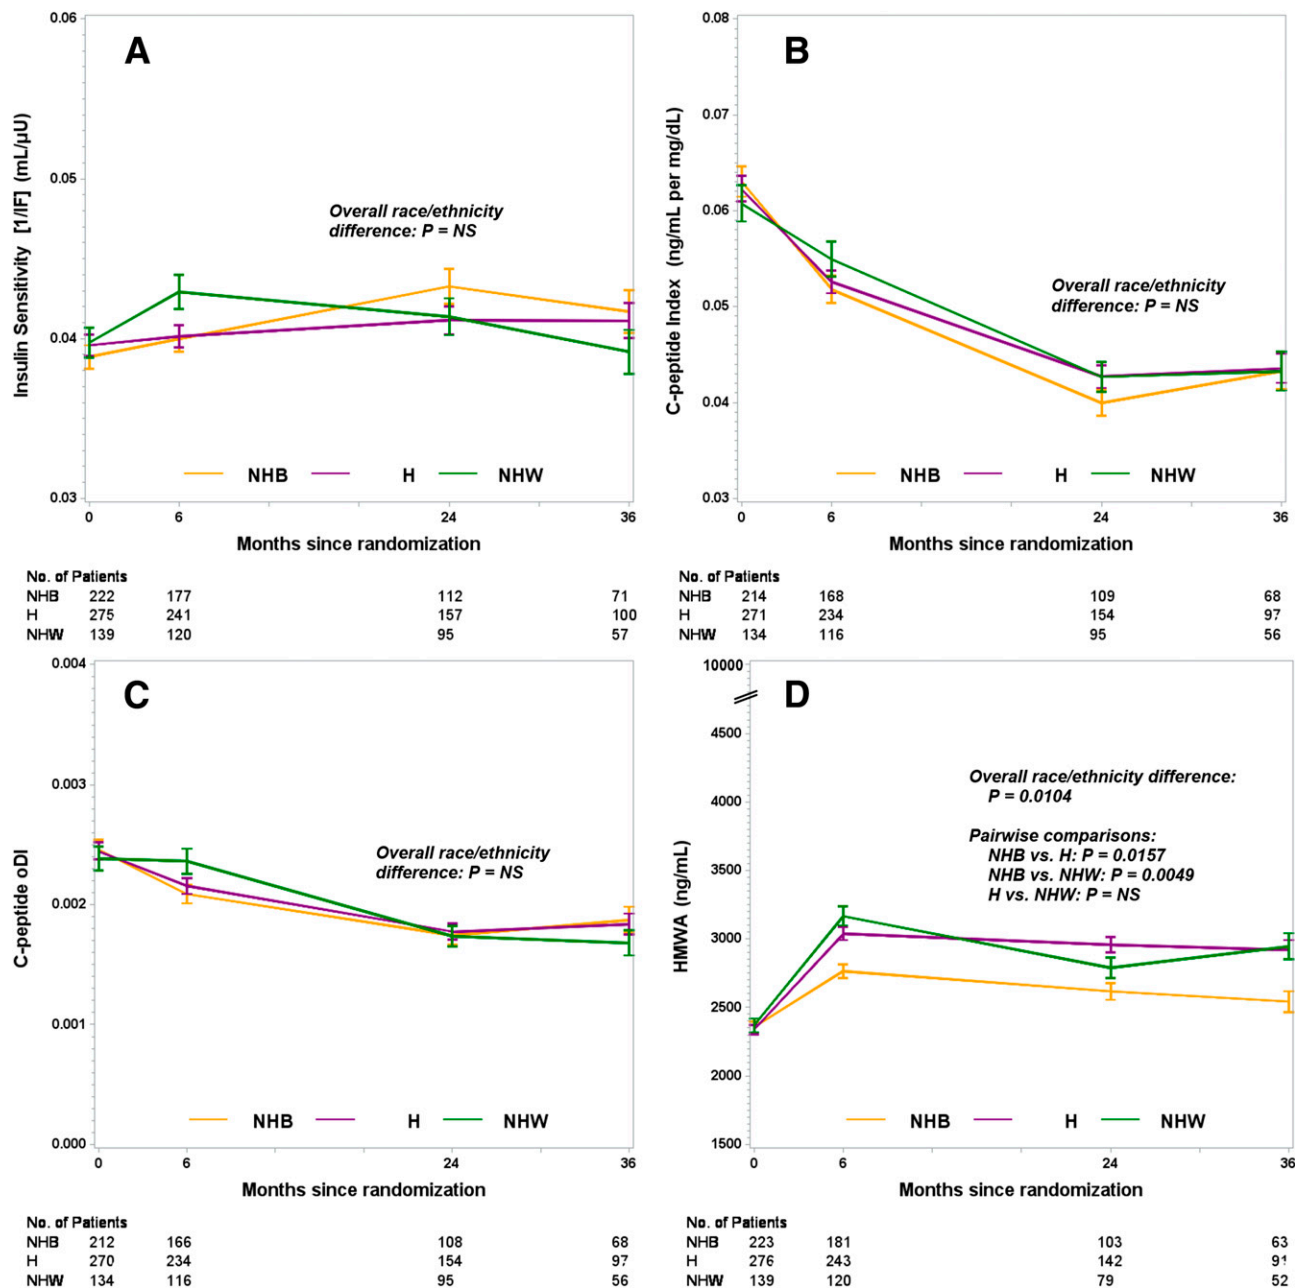 A
Insulin Sensitivity [1/IF] (mL/µU)
0.06
0.05
0.04
0.03
Overall race/ethnicity
difference: P = NS
NHB H NHW
0 6 24 36
Months since randomization
No. of Patients
NHB 222 177 112 71
H 275 241 157 100
NHW 139 120 95 57
B
C-peptide Index (ng/mL per mg/dL)
0.08
0.07
0.06
0.05
0.04
0.03
Overall race/ethnicity
difference: P = NS
NHB H NHW
0 6 24 36
Months since randomization
No. of Patients
NHB 214 168 109 68
H 271 234 154 97
NHW 134 116 95 56
C
C-peptide oDI
0.004
0.003
0.002
0.001
0.000
Overall race/ethnicity
difference: P = NS
NHB H NHW
0 6 24 36
Months since randomization
No. of Patients
NHB 212 166 108 68
H 270 234 154 97
NHW 134 116 95 56
D
HMWA (ng/mL)
10000
4500
4000
3500
3000
2500
2000
1500
Overall race/ethnicity difference:
P = 0.0104
Pairwise comparisons:
NHB vs. H: P = 0.0157
NHB vs. NHW: P = 0.0049
H vs. NHW: P = NS
NHB H NHW
0 6 24 36
Months since randomization
No. of Patients
NHB 223 181 103 63
H 276 243 142 91
NHW 139 120 79 52